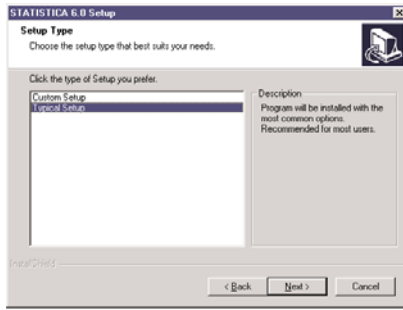 STATISTICA 6.0 Setup
Setup Type
Choose the setup type that best suits your needs.
Click the type of Setup you prefer.
Custom Setup
Typical Setup
Description
Program will be installed with the
most common options.
Recommended for most users.
InstallShield
< Back
Next >
Cancel